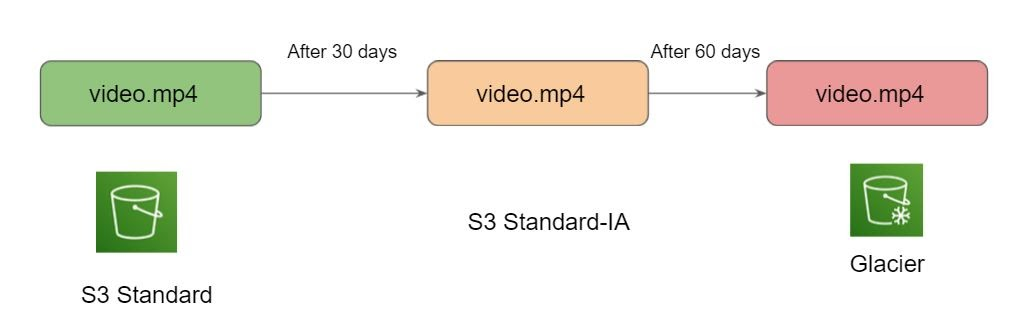 After 30 days
After 60 days
video.mp4
video.mp4
video.mp4
S3 Standard-IA
Glacier
S3 Standard